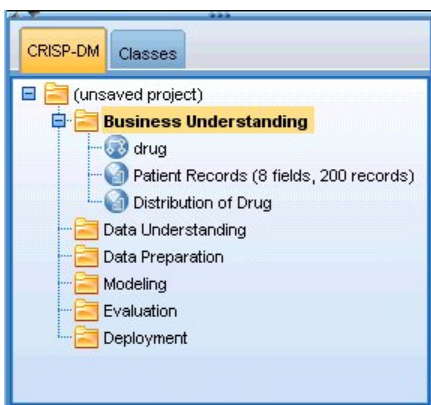 CRISP-DM Classes
(unsaved project)
Business Understanding
drug
Patient Records (8 fields, 200 records)
Distribution of Drug
Data Understanding
Data Preparation
Modeling
Evaluation
Deployment